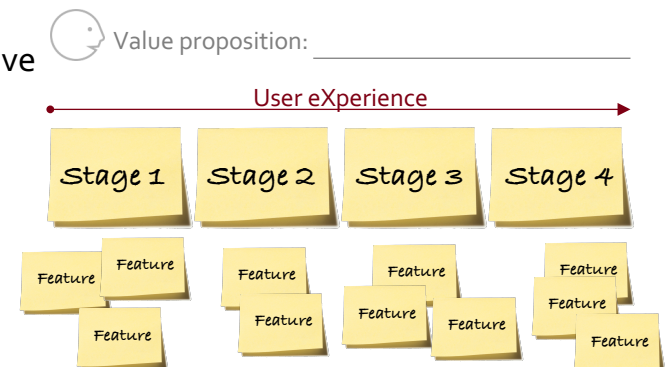 ve
Value proposition:
User eXperience
Stage 1 Stage 2 Stage 3 Stage 4
Feature Feature Feature
Feature Feature
Feature Feature Feature
Feature Feature Feature